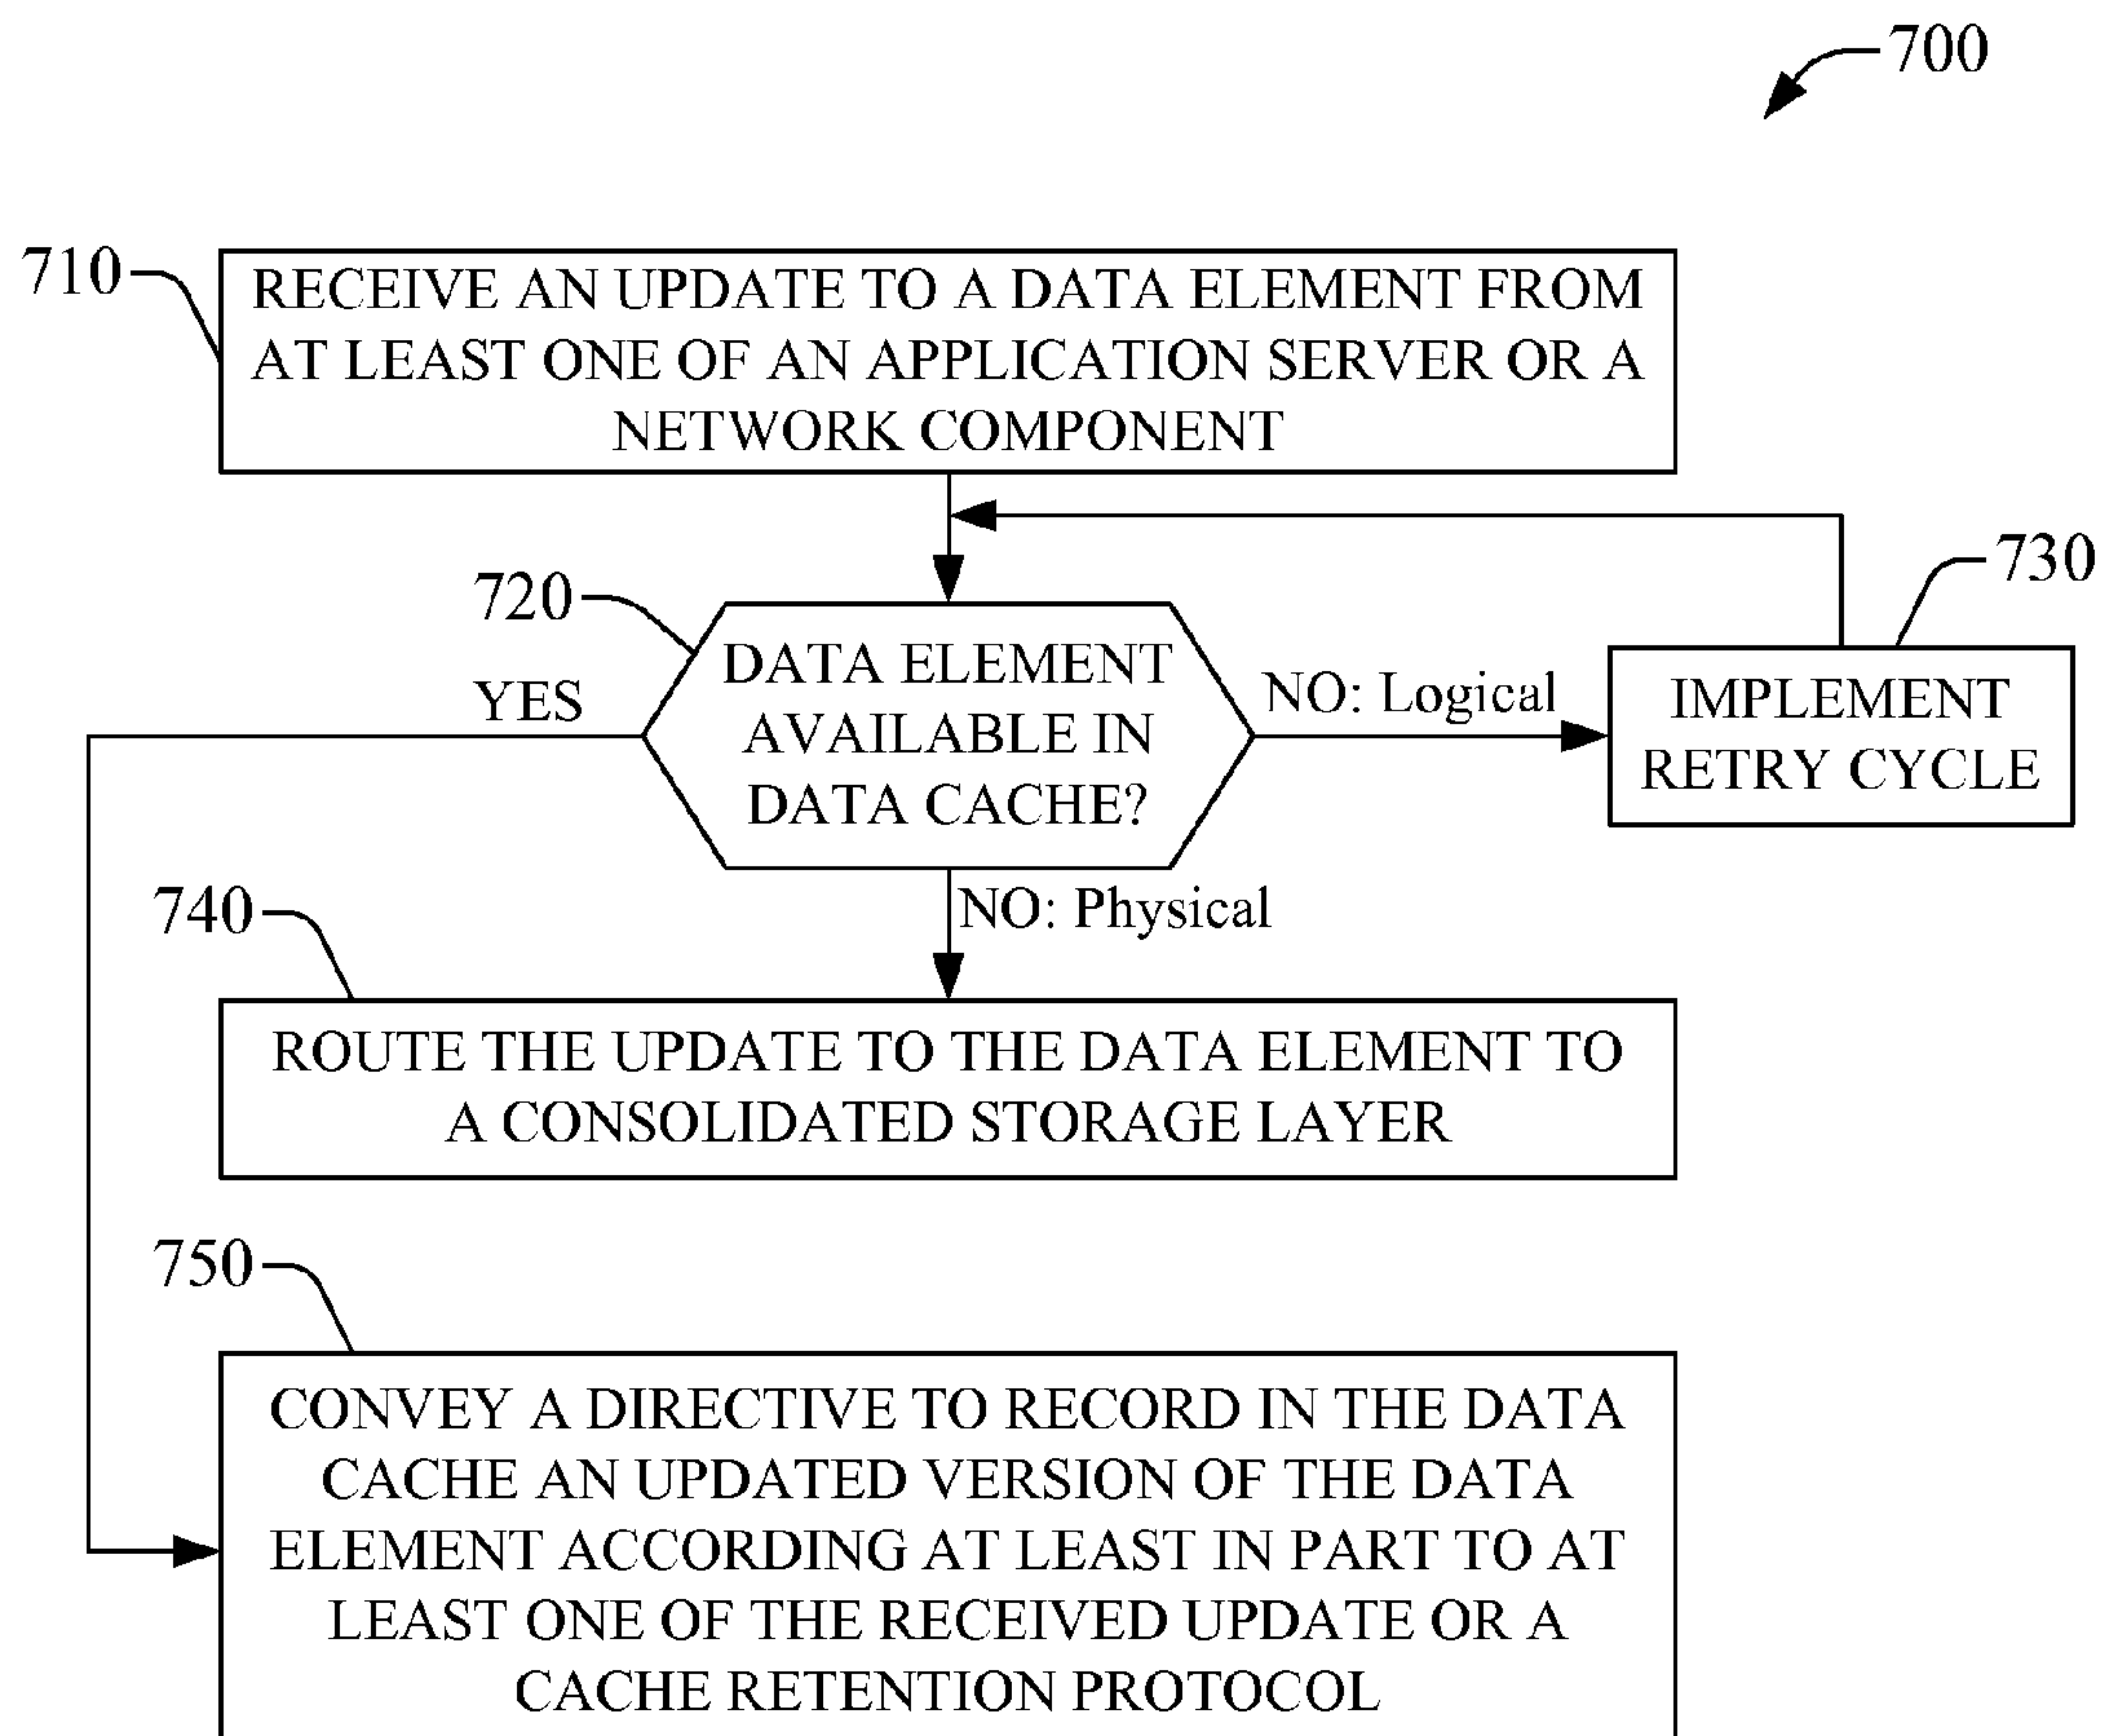 700
710
RECEIVE AN UPDATE TO A DATA ELEMENT FROM
AT LEAST ONE OF AN APPLICATION SERVER OR A
NETWORK COMPONENT
720
730
YES
DATA ELEMENT
AVAILABLE IN
DATA CACHE?
NO: Logical
IMPLEMENT
RETRY CYCLE
NO: Physical
740
ROUTE THE UPDATE TO THE DATA ELEMENT TO
A CONSOLIDATED STORAGE LAYER
750
CONVEY A DIRECTIVE TO RECORD IN THE DATA
CACHE AN UPDATED VERSION OF THE DATA
ELEMENT ACCORDING AT LEAST IN PART TO AT
LEAST ONE OF THE RECEIVED UPDATE OR A
CACHE RETENTION PROTOCOL